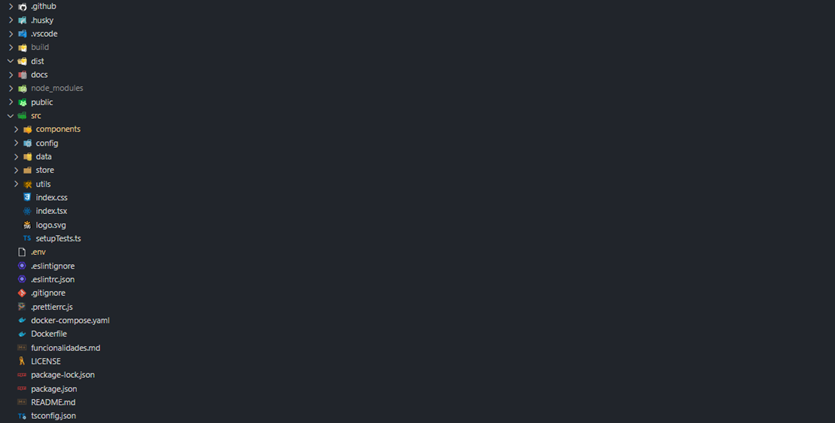 .github
.husky
.vscode
build
dist
docs
node_modules
public
src
components
config
data
store
utils
index.css
index.tsx
logo.svg
TS setupTests.ts
.env
.eslintignore
.eslintrc.json
.gitignore
.prettierrc.js
docker-compose.yaml
Dockerfile
funcionalidades.md
LICENSE
package-lock.json
package.json
README.md
TS tsconfig.json